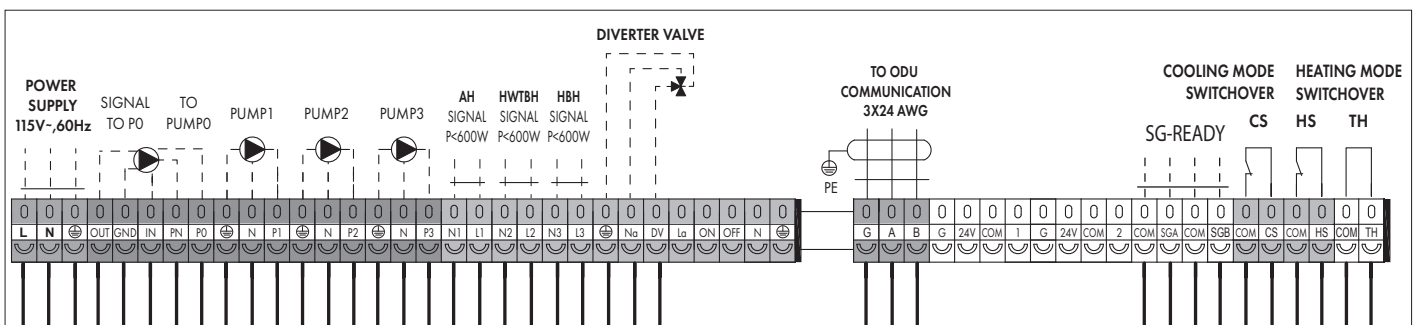 DIVERTER VALVE
POWER
SUPPLY
115V~,60Hz
SIGNAL
TO P0
TO
PUMP0
PUMP1
PUMP2
PUMP3
AH
SIGNAL
P<600W
HWTBH
SIGNAL
P<600W
HBH
SIGNAL
P<600W
TO ODU
COMMUNICATION
3X24 AWG
PE
SG-READY
COOLING MODE
SWITCHOVER
CS
HEATING MODE
SWITCHOVER
HS TH
0 0 0 0 0 0 0 0 0 0 0 0 0 0 0 0 0 0 0 0 0 0 0 0 0 0 0 0 0 0 0 0 0 0 0 0 0 0 0 0 0 0 0 0 0 0 0 0 0 0 0 0
L N OUT GND IN PN P0 N P1 N P2 N P3 N1 L1 N2 L2 N3 L3 Na DV La ON OFF N G A B G 24V COM 1 G 24V COM 2 COM SGA COM SGB COM CS COM HS COM TH